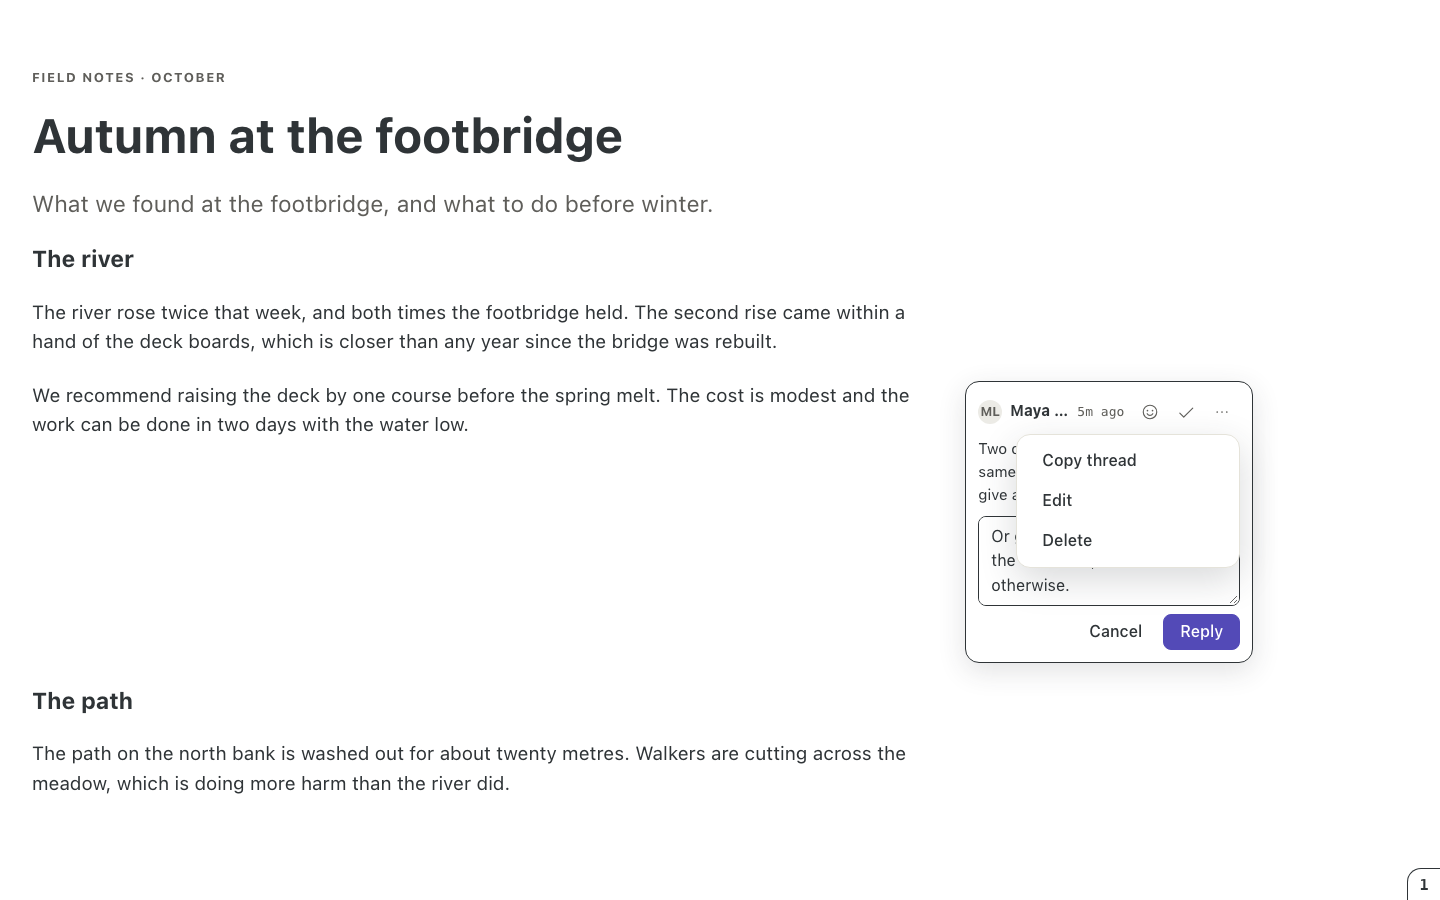 FIELD NOTES · OCTOBER
Autumn at the footbridge
What we found at the footbridge, and what to do before winter.
The river
The river rose twice that week, and both times the footbridge held. The second rise came within a
hand of the deck boards, which is closer than any year since the bridge was rebuilt.
We recommend raising the deck by one course before the spring melt. The cost is modest and the
work can be done in two days with the water low.
ML Maya ... 5m ago
Two
same
give
Copy thread
Edit
Delete
Or
the
otherwise.
Cancel Reply
The path
The path on the north bank is washed out for about twenty metres. Walkers are cutting across the
meadow, which is doing more harm than the river did.
1